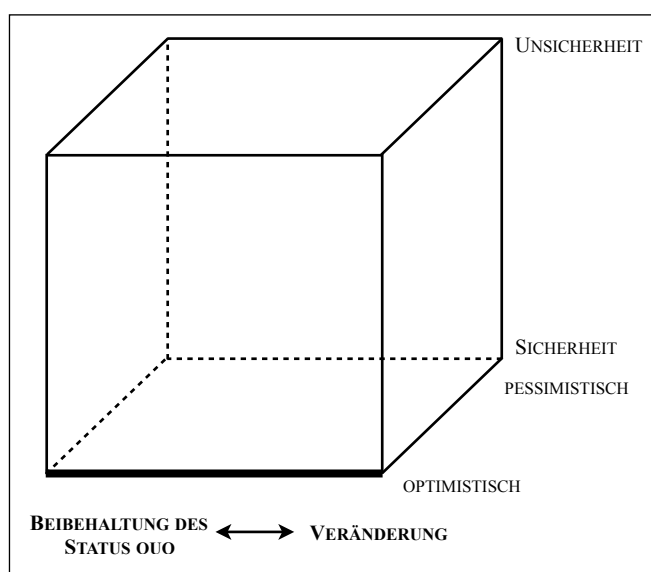 UNSICHERHEIT
SICHERHEIT
PESSIMISTISCH
OPTIMISTISCH
BEIBEHALTUNG DES
STATUS OUO
VERÄNDERUNG